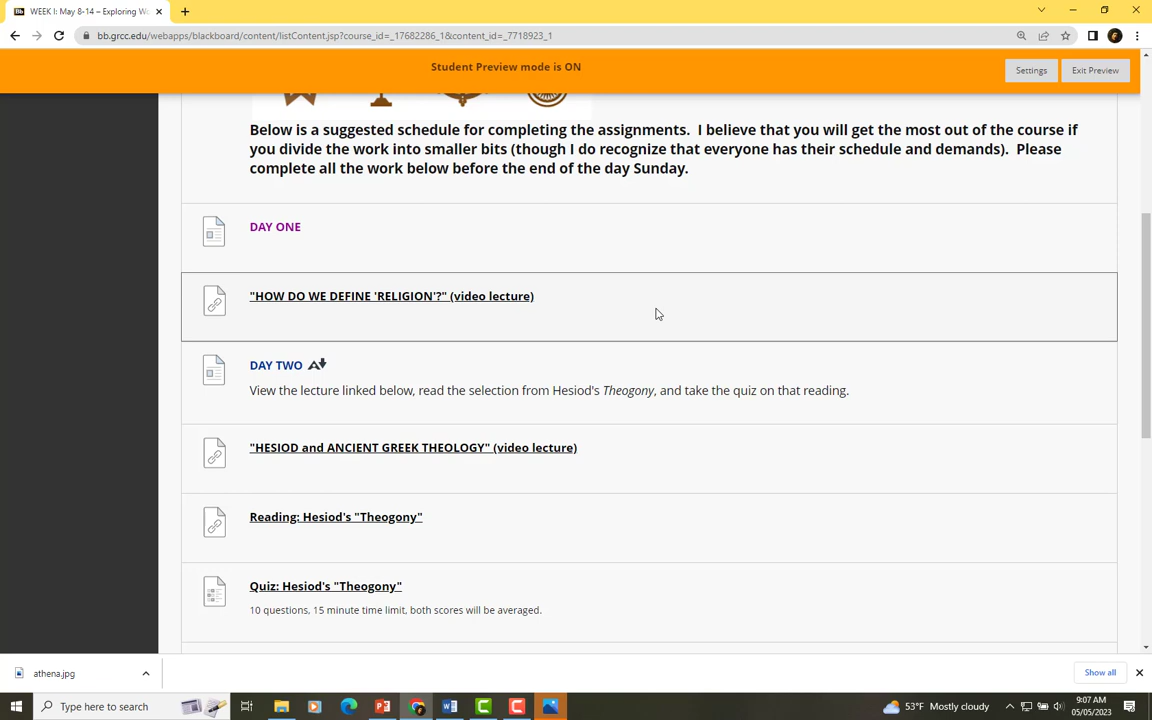 WEEK I: May 8-14 – Exploring Wo
bb.grcc.edu/webapps/blackboard/content/listContent.jsp?course_id=_17682286_1&content_id=_7718923_1
Student Preview mode is ON
Settings
Exit Preview
Below is a suggested schedule for completing the assignments. I believe that you will get the most out of the course if
you divide the work into smaller bits (though I do recognize that everyone has their schedule and demands). Please
complete all the work below before the end of the day Sunday.
DAY ONE
"HOW DO WE DEFINE 'RELIGION'?" (video lecture)
DAY TWO
View the lecture linked below, read the selection from Hesiod's Theogony, and take the quiz on that reading.
"HESIOD and ANCIENT GREEK THEOLOGY" (video lecture)
Reading: Hesiod's "Theogony"
Quiz: Hesiod's "Theogony"
10 questions, 15 minute time limit, both scores will be averaged.
athena.jpg
Show all
Type here to search
53°F Mostly cloudy
9:07 AM
05/05/2023